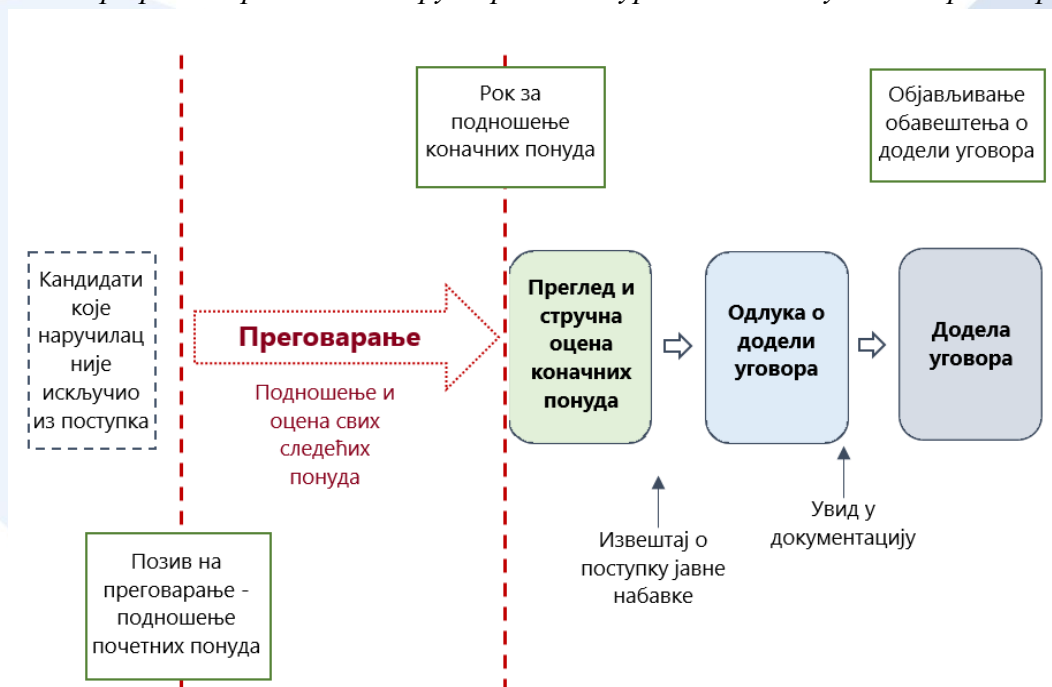 Рок за
подношење
коначних понуда
Објављивање
обавештења о
додели уговора
Кандидати
које
наручилац
није
искључио
из поступка
Преговарање
Подношење и
оцена свих
следећих
понуда
Преглед и
стручна
оцена
коначних
понуда
Одлука о
додели
уговора
Додела
уговора
Позив на
преговарање -
подношење
почетних понуда
Извештај о
поступку јавне
набавке
Увид у
документацију